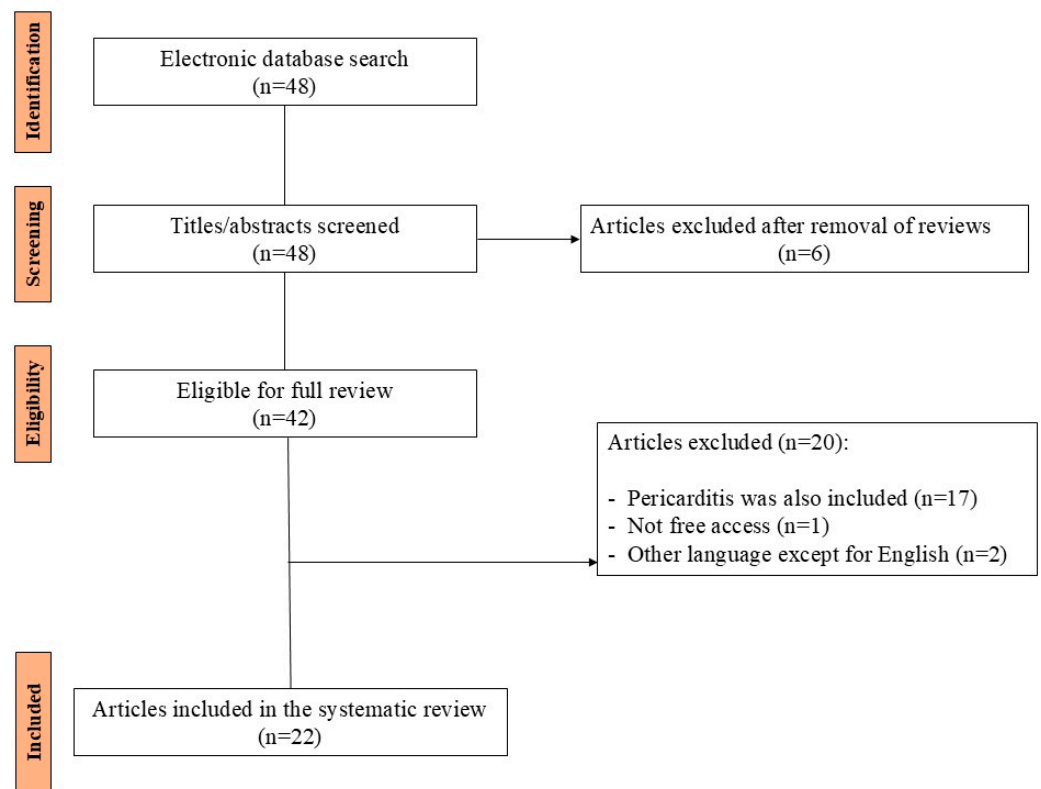 Identification
Electronic database search
(n=48)
Screening
Titles/abstracts screened
(n=48)
Articles excluded after removal of reviews
(n=6)
Eligibility
Eligible for full review
(n=42)
Articles excluded (n=20):
- Pericarditis was also included (n=17)
- Not free access (n=1)
- Other language except for English (n=2)
Included
Articles included in the systematic review
(n=22)